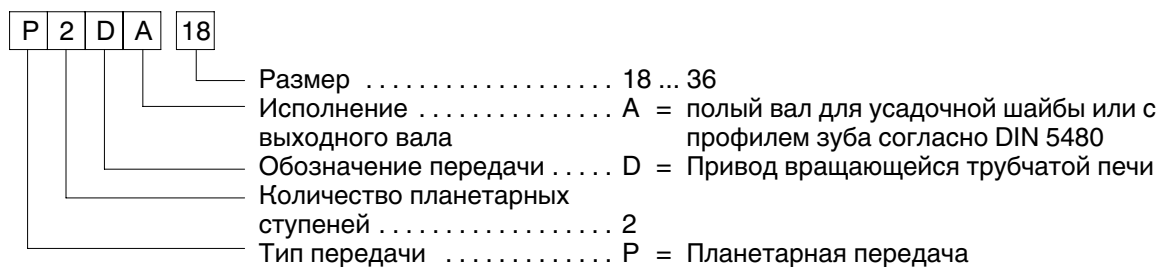 P 2 D A 18
Размер . . . . . . . . . . . . . . . . . . . 18 ... 36
Исполнение . . . . . . . . . . . . . . . A = полый вал для усадочной шайбы или с
выходного вала профилем зуба согласно DIN 5480
Обозначение передачи . . . . . D = Привод вращающейся трубчатой печи
Количество планетарных
ступеней . . . . . . . . . . . . . . . . . . 2
Тип передачи . . . . . . . . . . . . . P = Планетарная передача